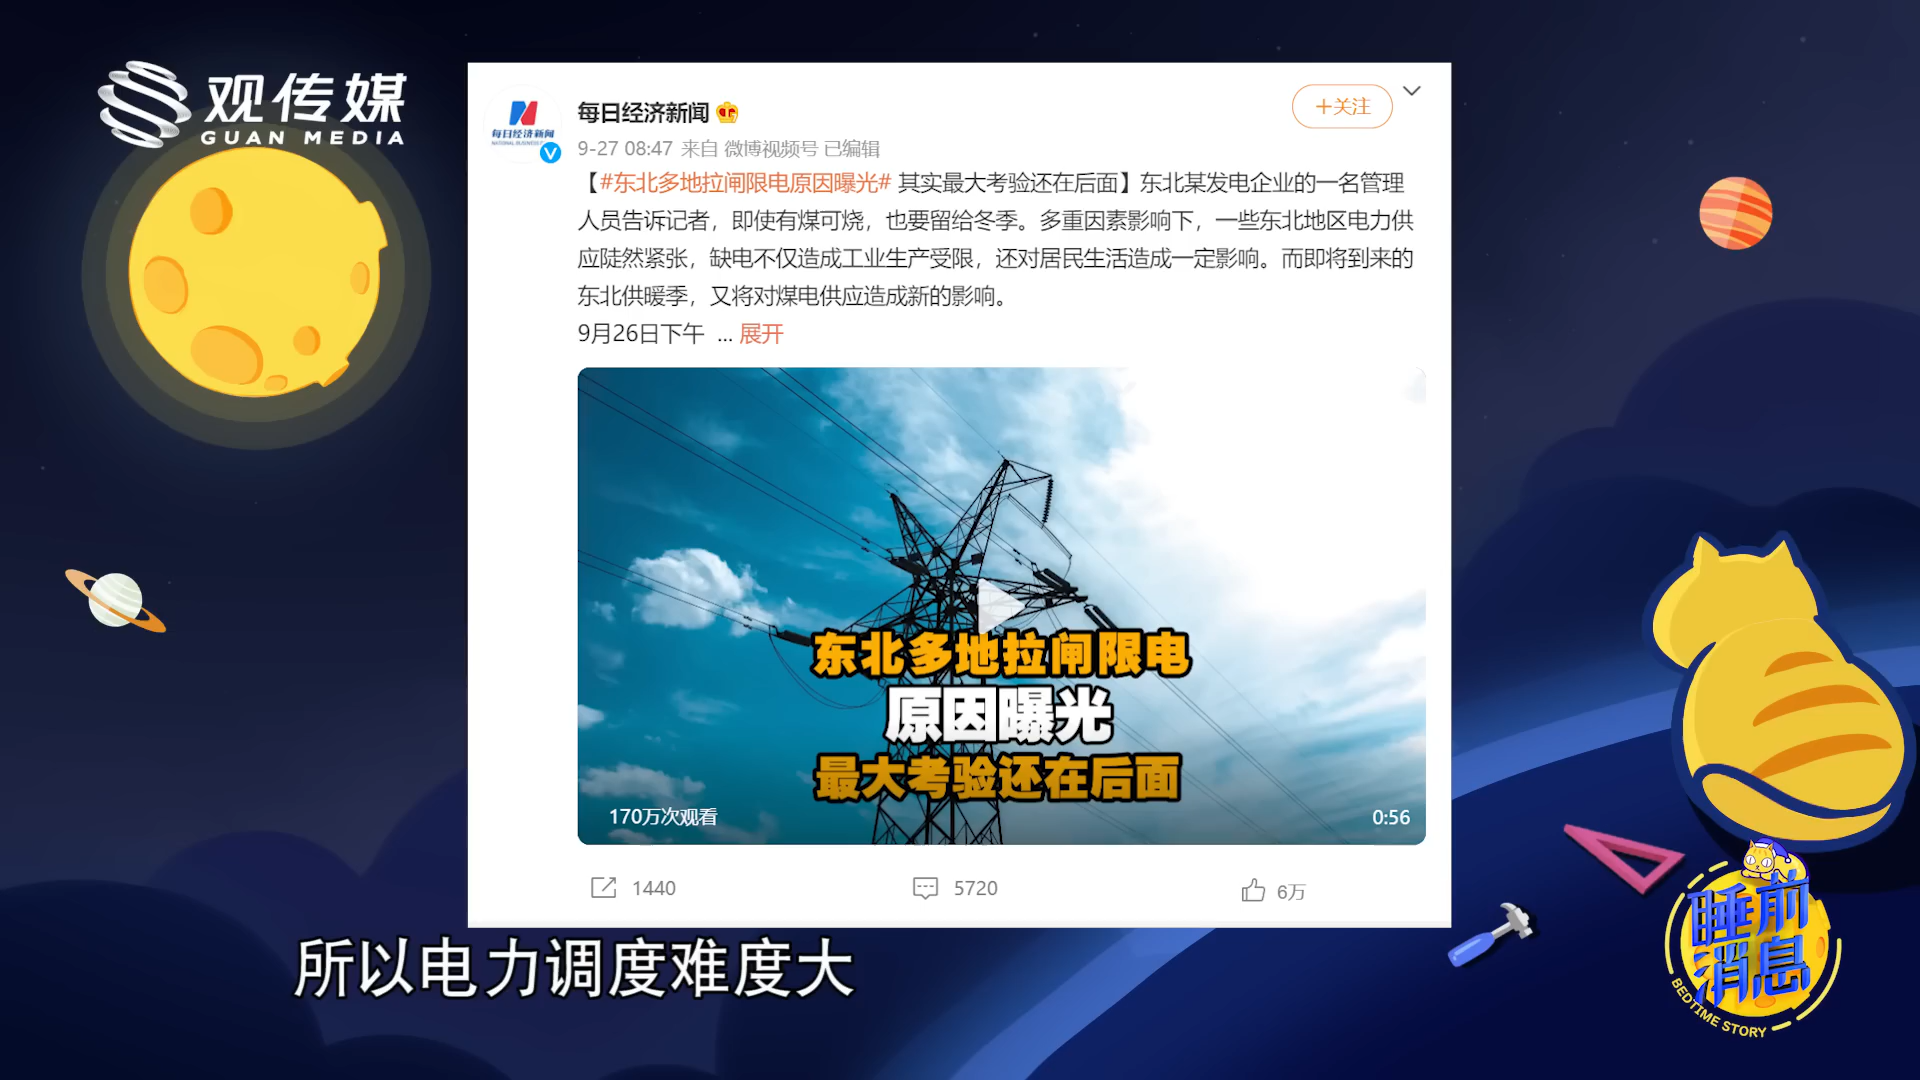 观传媒
GUAN MEDIA
每日经济新闻
每日经济新闻
+关注
9-27 08:47 来自 微博视频号 已编辑
【#东北多地拉闸限电原因曝光# 其实最大考验还在后面】东北某发电企业的一名管理
人员告诉记者，即使有煤可烧，也要留给冬季。多重因素影响下，一些东北地区电力供
应陡然紧张，缺电不仅造成工业生产受限，还对居民生活造成一定影响。而即将到来的
东北供暖季，又将对煤电供应造成新的影响。
9月26日下午 ... 展开
东北多地拉闸限电
原因曝光
最大考验还在后面
170万次观看
0:56
1440
5720
6万
所以电力调度难度大
睡前
消息
BEDTIME STORY